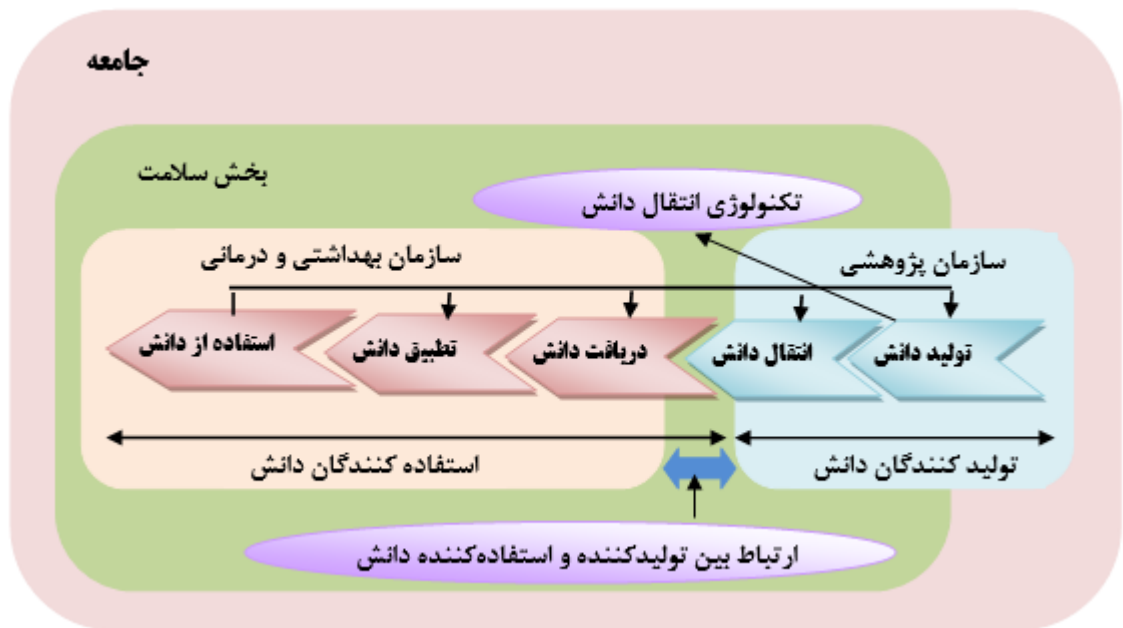 جامعه
بخش سلامت
تکنولوژی انتقال دانش
سازمان پژوهشی
سازمان بهداشتی و درمانی
تولید دانش
انتقال دانش
دریافت دانش
تطبیق دانش
استفاده از دانش
تولید کنندگان دانش
استفاده کنندگان دانش
ارتباط بین تولیدکننده و استفاده‌کننده دانش